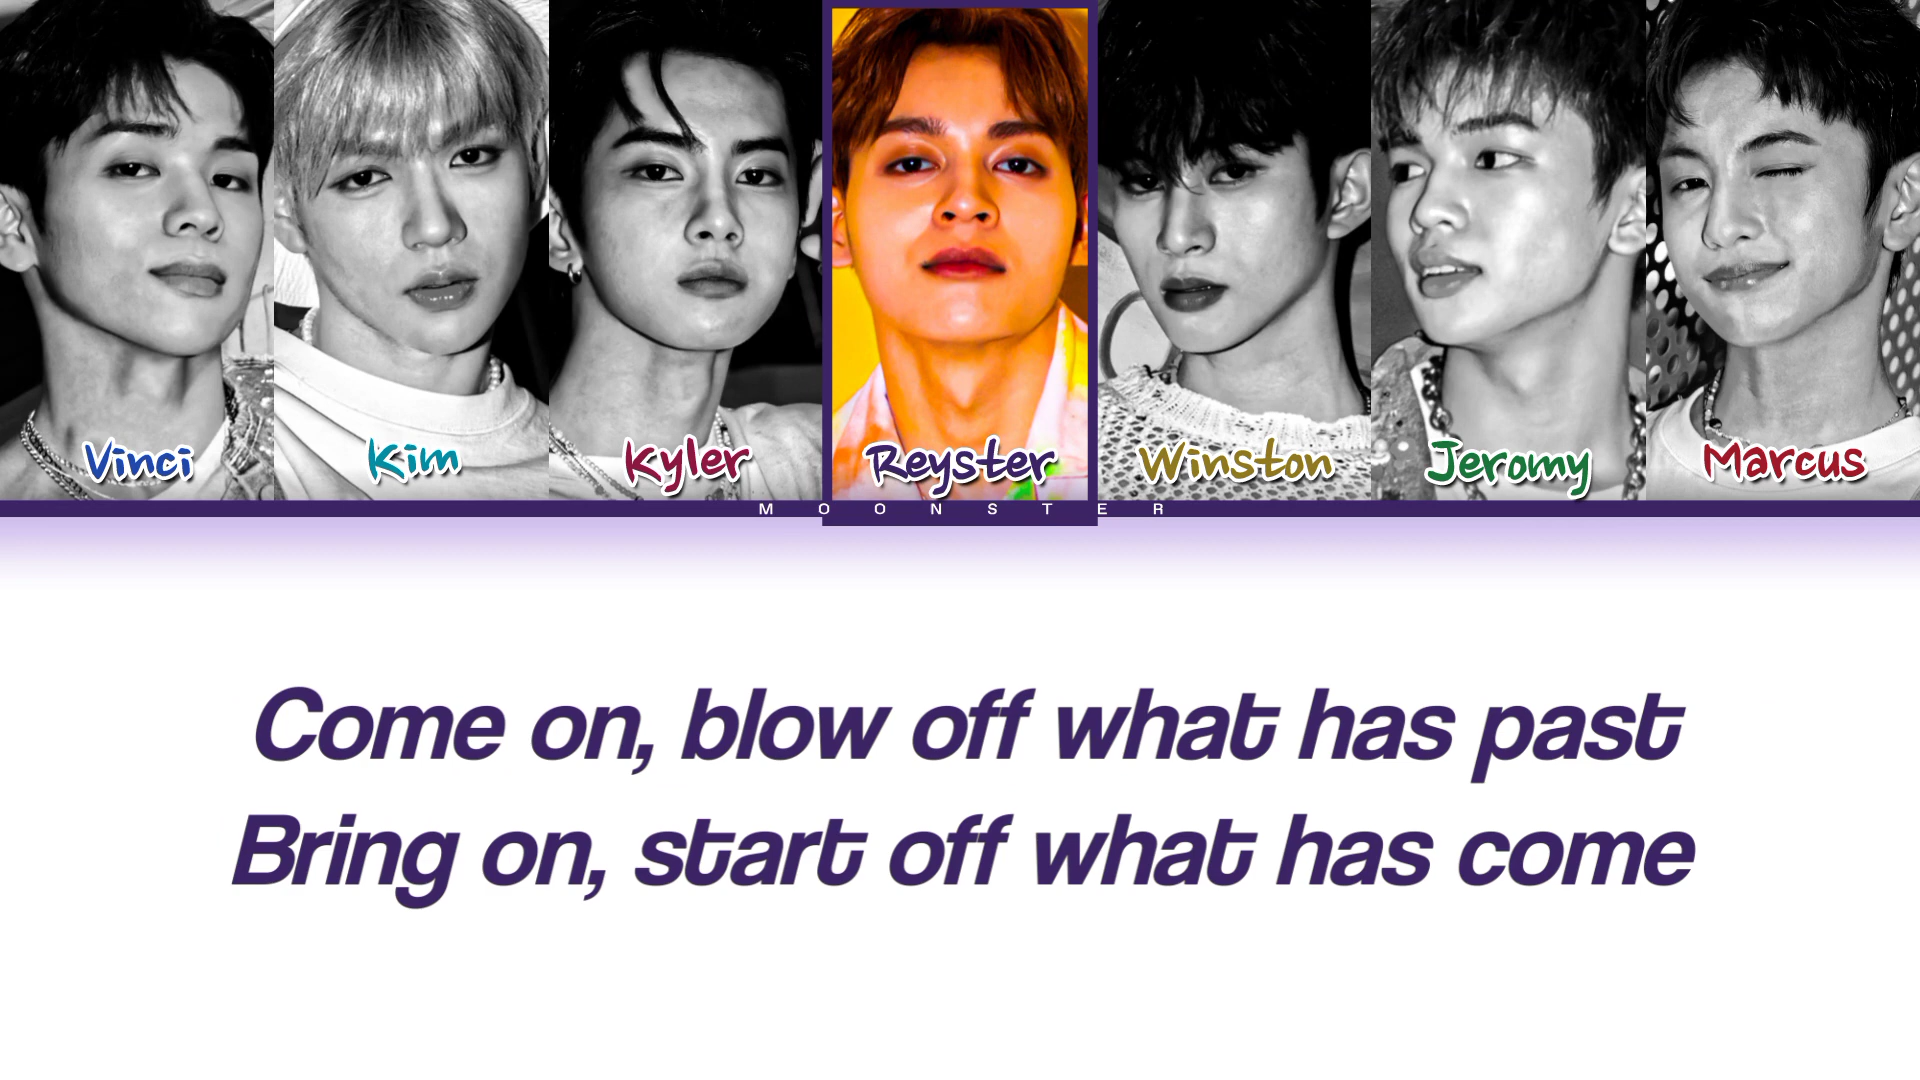 Vinci Kim Kyler Reyster Winston Jeromy Marcus
MOONSTER
Come on, blow off what has past
Bring on, start off what has come